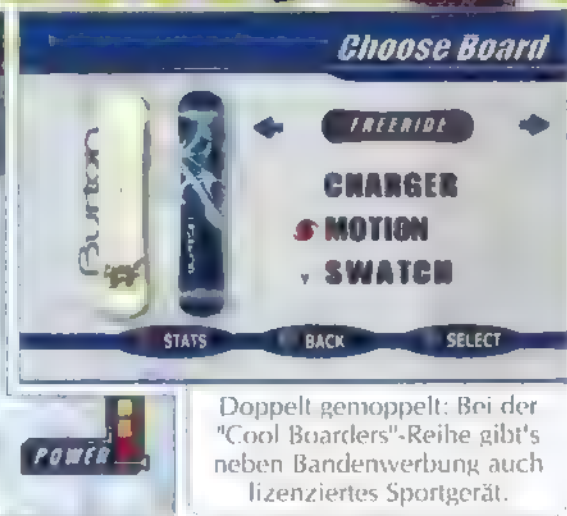 Choose Board
Burton
FREERIDE
CHARGER
MOTION
SWATCH
STATS
BACK
SELECT
POWER
Doppelt gemoppelt: Bei der
"Cool Boarders"-Reihe gibt's
neben Bandenwerbung auch
lizenziertes Sportgerät.